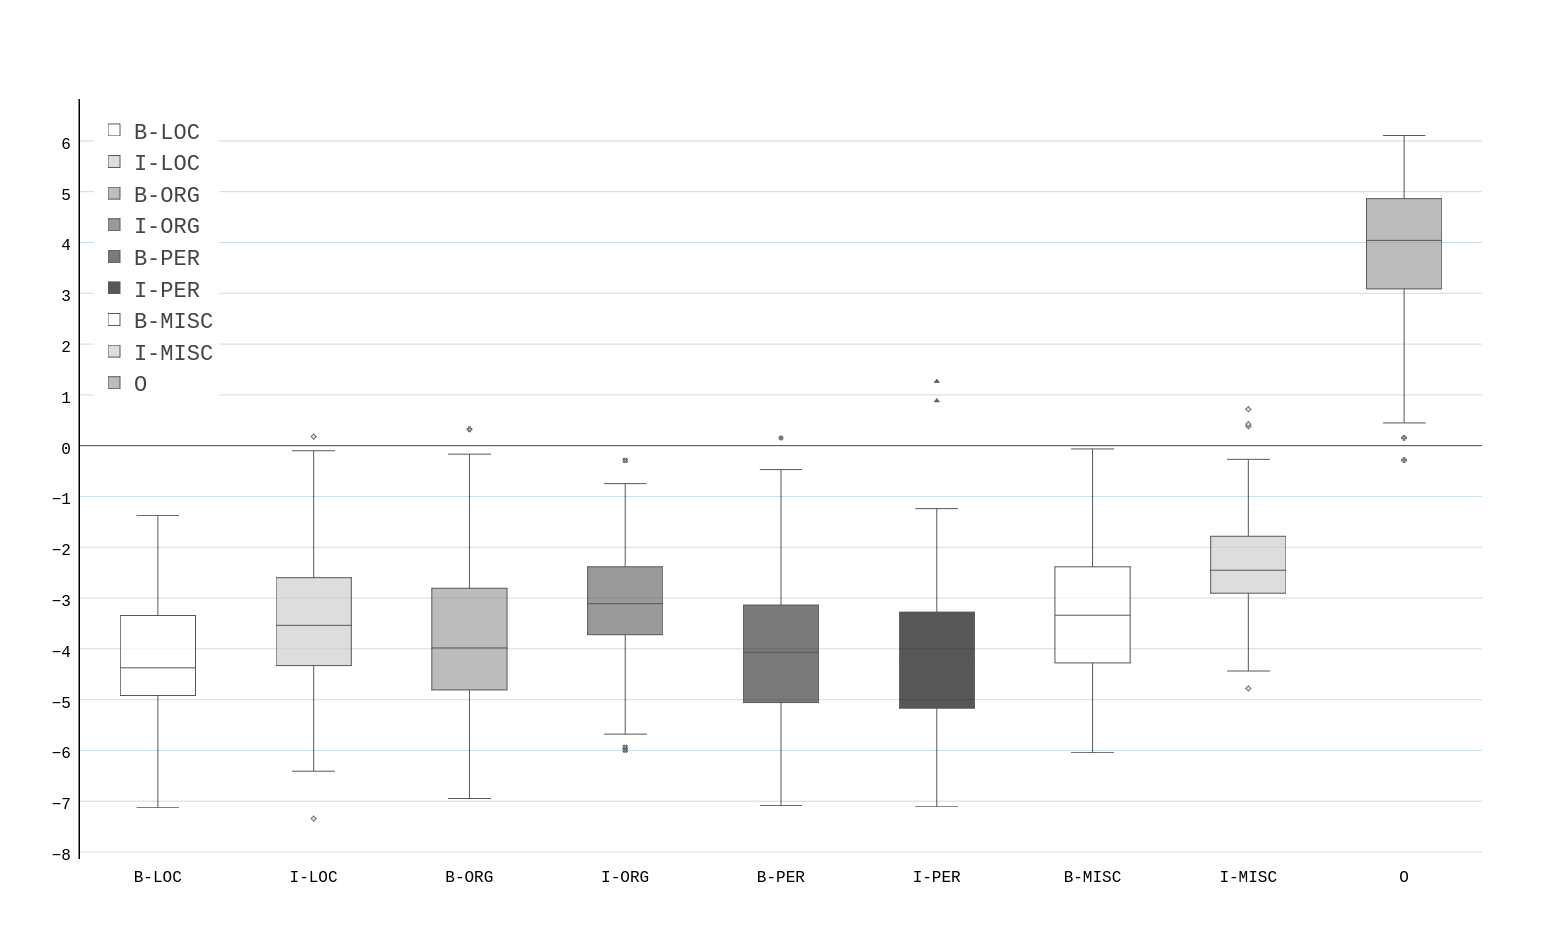 B-LOC
I-LOC
B-ORG
I-ORG
B-PER
I-PER
B-MISC
I-MISC
O
6
5
4
3
2
1
0
−1
−2
−3
−4
−5
−6
−7
−8
B-LOC I-LOC B-ORG I-ORG B-PER I-PER B-MISC I-MISC O